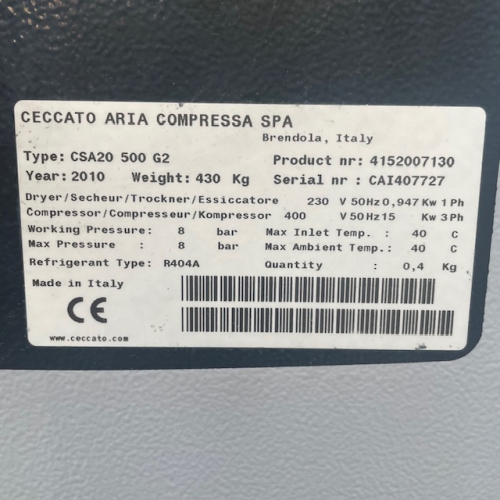 CECCATO ARIA COMPRESSA SPA
Brendola, Italy
Type: CSA20 500 G2 Product nr: 4152007130
Year: 2010 Weight: 430 Kg Serial nr : CAI407727
Dryer/Secheur/Trockner/Essiccatore 230 V 50Hz 0,947 Kw 1 Ph
Compressor/Compresseur/Kompressor 400 V 50Hz 15 Kw 3 Ph
Working Pressure: 8 bar Max Inlet Temp. : 40 C
Max Pressure : 8 bar Max Ambient Temp.: 40 C
Refrigerant Type: R404A Quantity : 0,4 Kg
Made in Italy
CE
www.ceccato.com